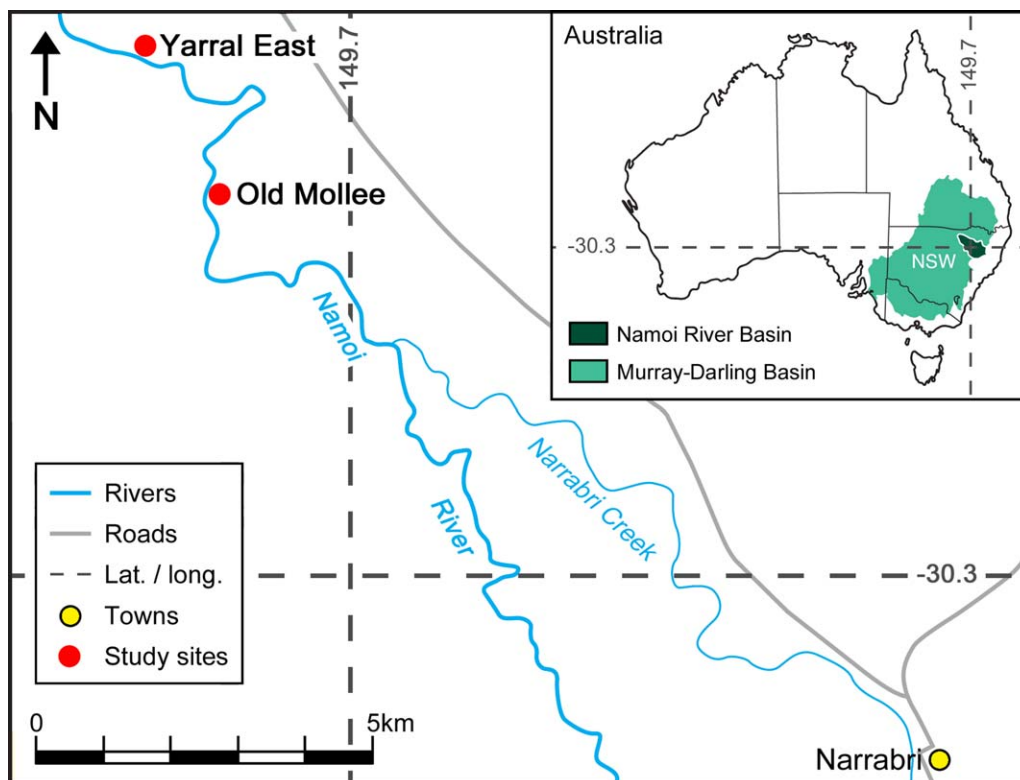 Yarral East
N
149.7
Old Mollee
Namoi
River
Narrabri Creek
-30.3
Narrabri
Rivers
Roads
Lat. / long.
Towns
Study sites
0 5km
Australia
149.7
-30.3
NSW
Namoi River Basin
Murray-Darling Basin